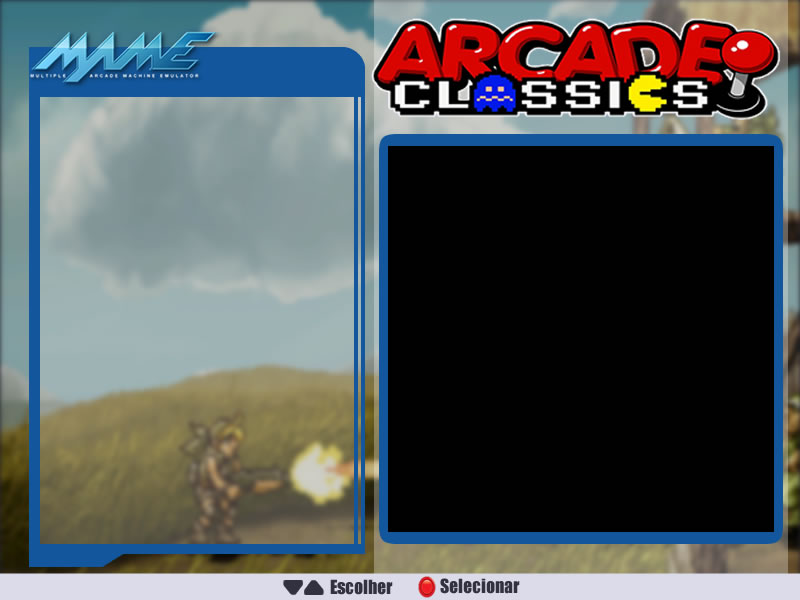 MAME
MULTIPLE ARCADE MACHINE EMULATOR
ARCADE
CLASSICS
Escolher
Selecionar